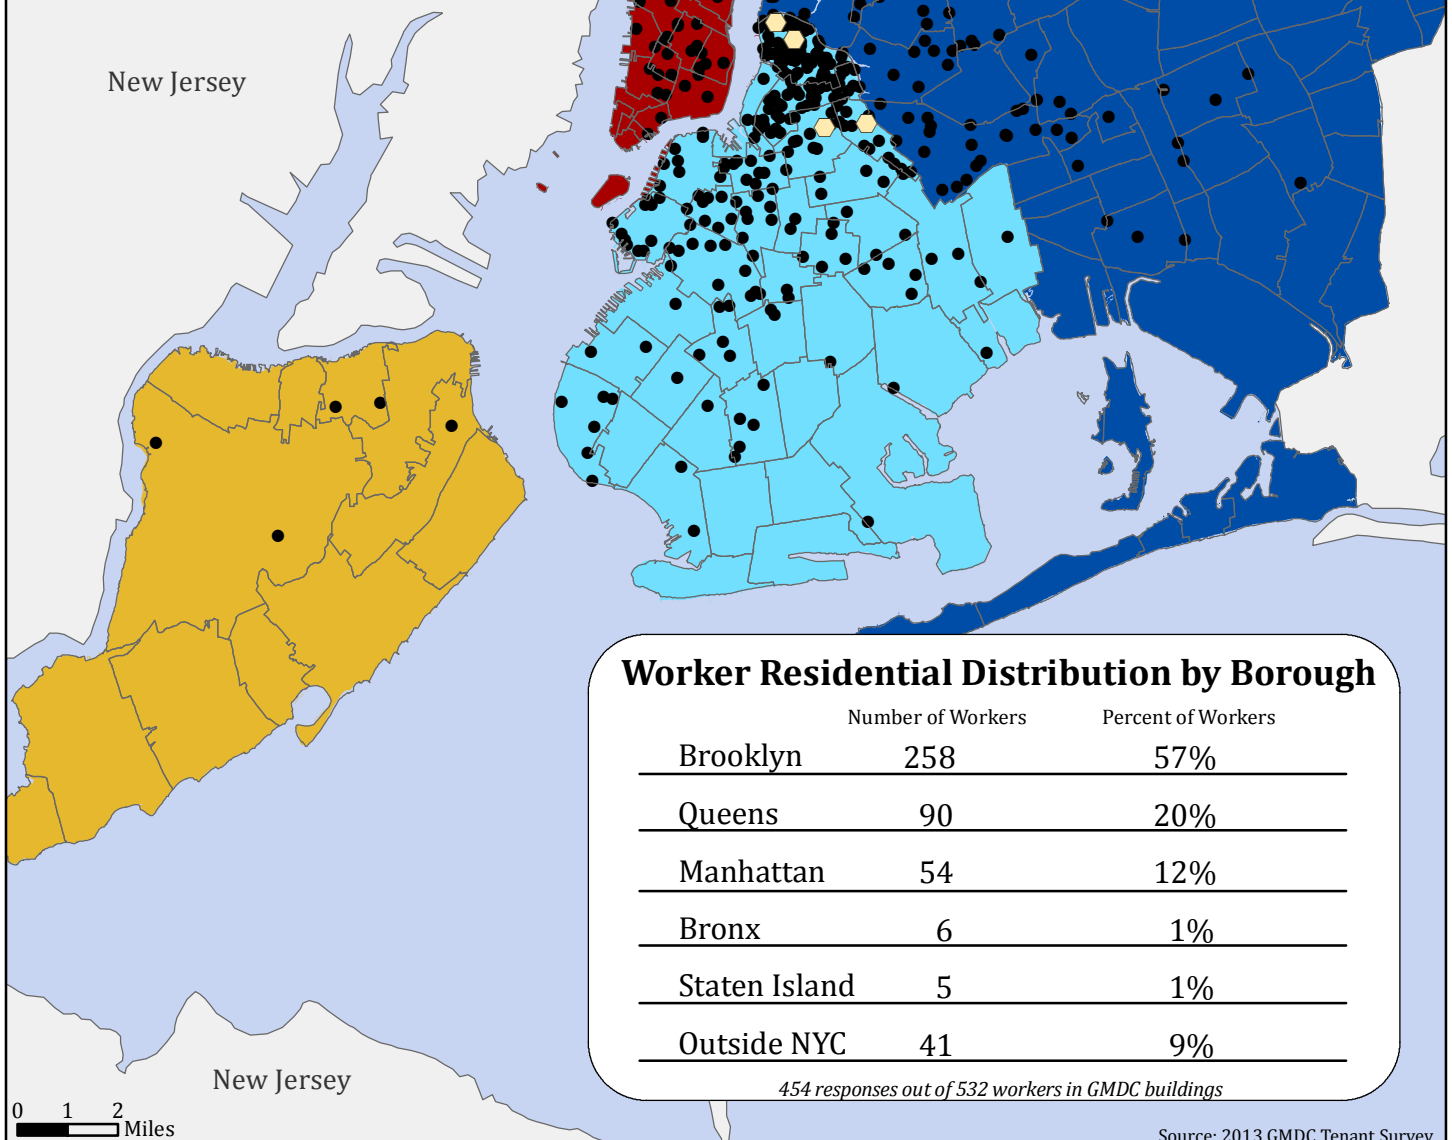 New Jersey
Worker Residential Distribution by Borough
Number of Workers Percent of Workers
Brooklyn 258 57%
Queens 90 20%
Manhattan 54 12%
Bronx 6 1%
Staten Island 5 1%
Outside NYC 41 9%
454 responses out of 532 workers in GMDC buildings
New Jersey
0 1 2
Miles
Source: 2013 GMDC Tenant Survey